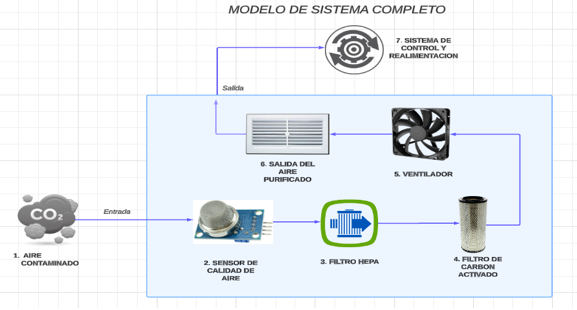 MODELO DE SISTEMA COMPLETO
7. SISTEMA DE
CONTROL Y
REALIMENTACION
Salida
6. SALIDA DEL
AIRE
PURIFICADO
5. VENTILADOR
CO2
Entrada
1. AIRE
CONTAMINADO
2. SENSOR DE
CALIDAD DE
AIRE
3. FILTRO HEPA
4. FILTRO DE
CARBON
ACTIVADO